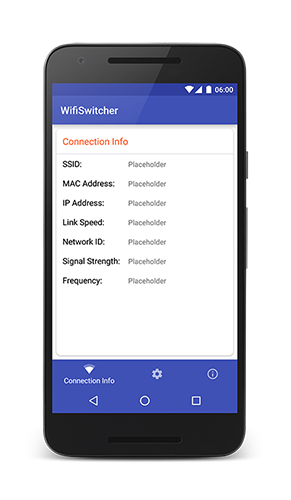 06:00
WifiSwitcher
Connection Info
SSID: Placeholder
MAC Address: Placeholder
IP Address: Placeholder
Link Speed: Placeholder
Network ID: Placeholder
Signal Strength: Placeholder
Frequency: Placeholder
Connection Info